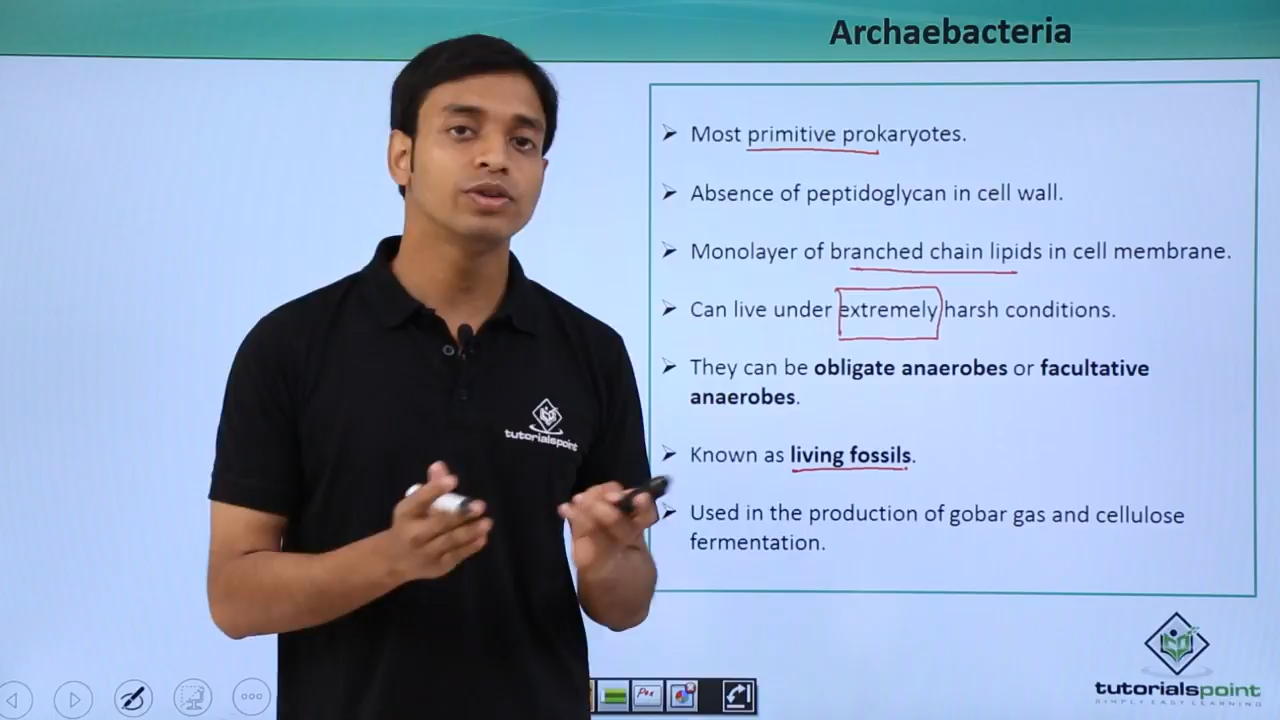 Archaebacteria
Most primitive prokaryotes.
Absence of peptidoglycan in cell wall.
Monolayer of branched chain lipids in cell membrane.
Can live under extremely harsh conditions.
They can be obligate anaerobes or facultative
anaerobes.
Known as living fossils.
Used in the production of gobar gas and cellulose
fermentation.
tutorialspoint
Pen
tutorialspoint
SIMPLY EASY LEARNING